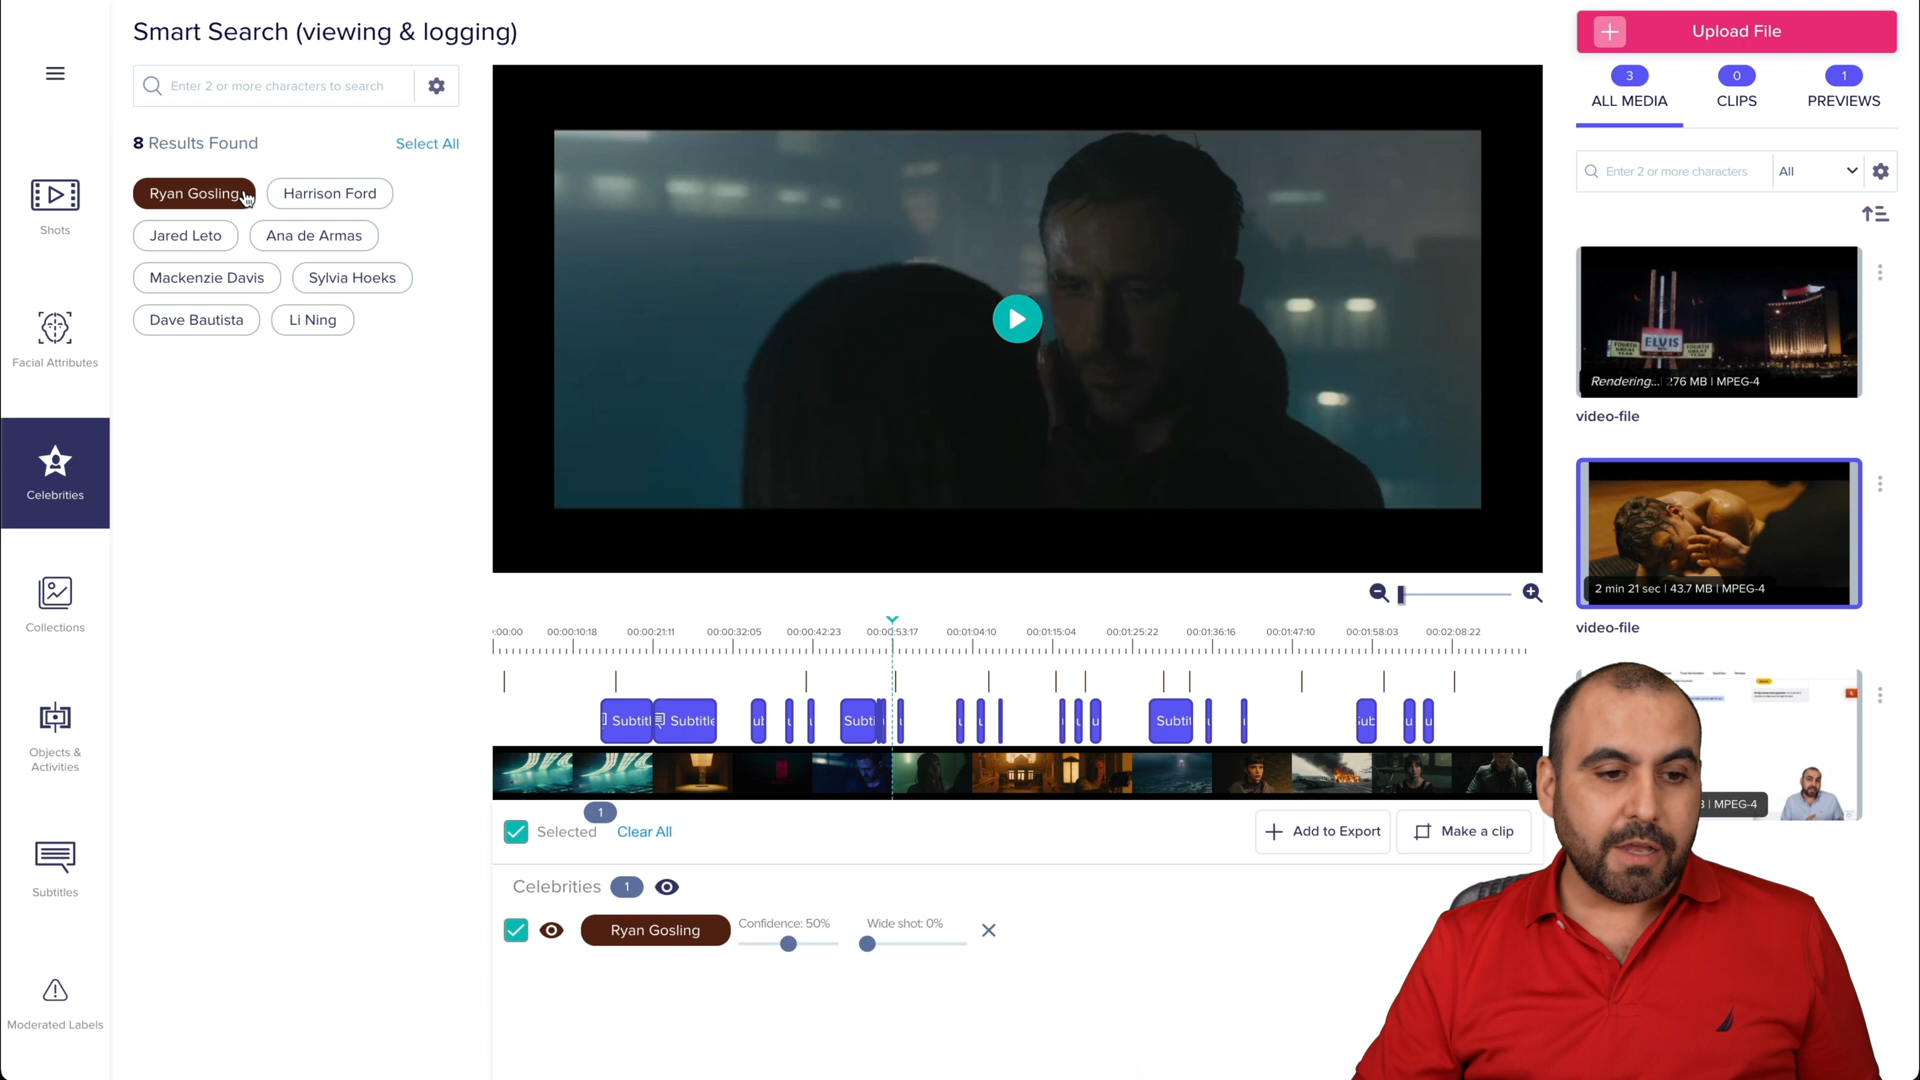 Smart Search (viewing & logging)
Upload File
Enter 2 or more characters to search
3
0
1
ALL MEDIA
CLIPS
PREVIEWS
8 Results Found
Select All
Enter 2 or more characters
All
Ryan Gosling
Harrison Ford
Shots
Jared Leto
Ana de Armas
Mackenzie Davis
Sylvia Hoeks
Dave Bautista
Li Ning
ELVIS
Facial Attributes
Rendering... | 276 MB | MPEG-4
video-file
Celebrities
2 min 21 sec | 43.7 MB | MPEG-4
video-file
Collections
:00:00
00:00:10:18
00:00:21:11
00:00:32:05
00:00:42:23
00:00:53:17
00:01:04:10
00:01:15:04
00:01:25:22
00:01:36:16
00:01:47:10
00:01:58:03
00:02:08:22
Subtitl
Subtitle
ut
Subti
Subtit
ub
u
u
Objects &
Activities
| MPEG-4
1
Selected
Clear All
Add to Export
Make a clip
Celebrities
1
Subtitles
Ryan Gosling
Confidence: 50%
Wide shot: 0%
Moderated Labels